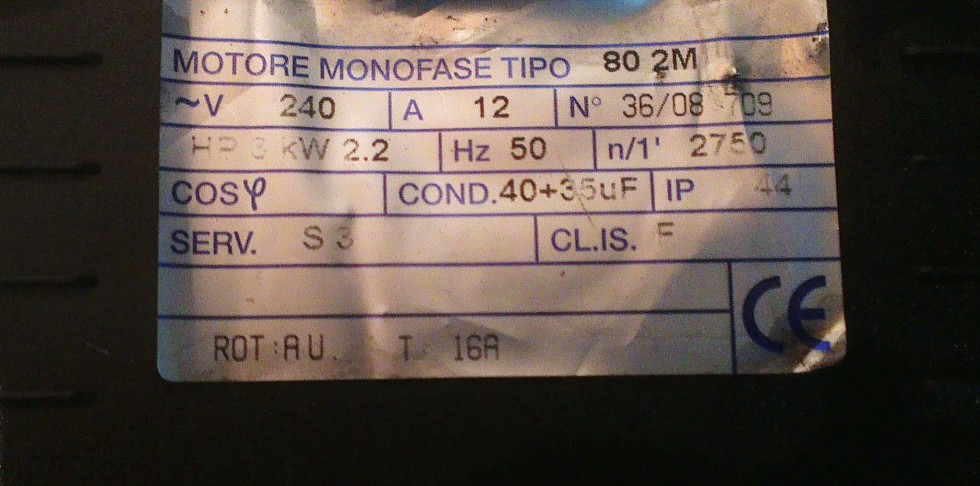 MOTORE MONOFASE TIPO 80 2M
~V 240 A 12 N° 36/08 709
HP 3 kW 2.2 Hz 50 n/1' 2750
COSφ COND.40+35uF IP 44
SERV. S 3 CL.IS. F
ROT:AU. T 16A
CE